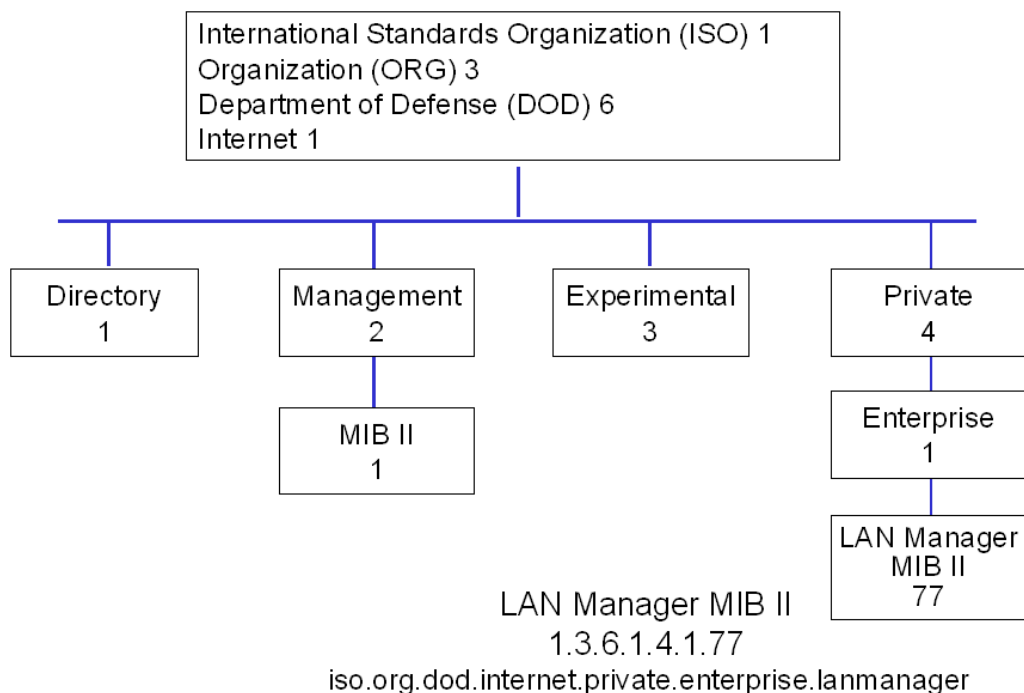 International Standards Organization (ISO) 1
Organization (ORG) 3
Department of Defense (DOD) 6
Internet 1
Directory
1
Management
2
Experimental
3
Private
4
MIB II
1
Enterprise
1
LAN Manager
MIB II
77
LAN Manager MIB II
1.3.6.1.4.1.77
iso.org.dod.internet.private.enterprise.lanmanager